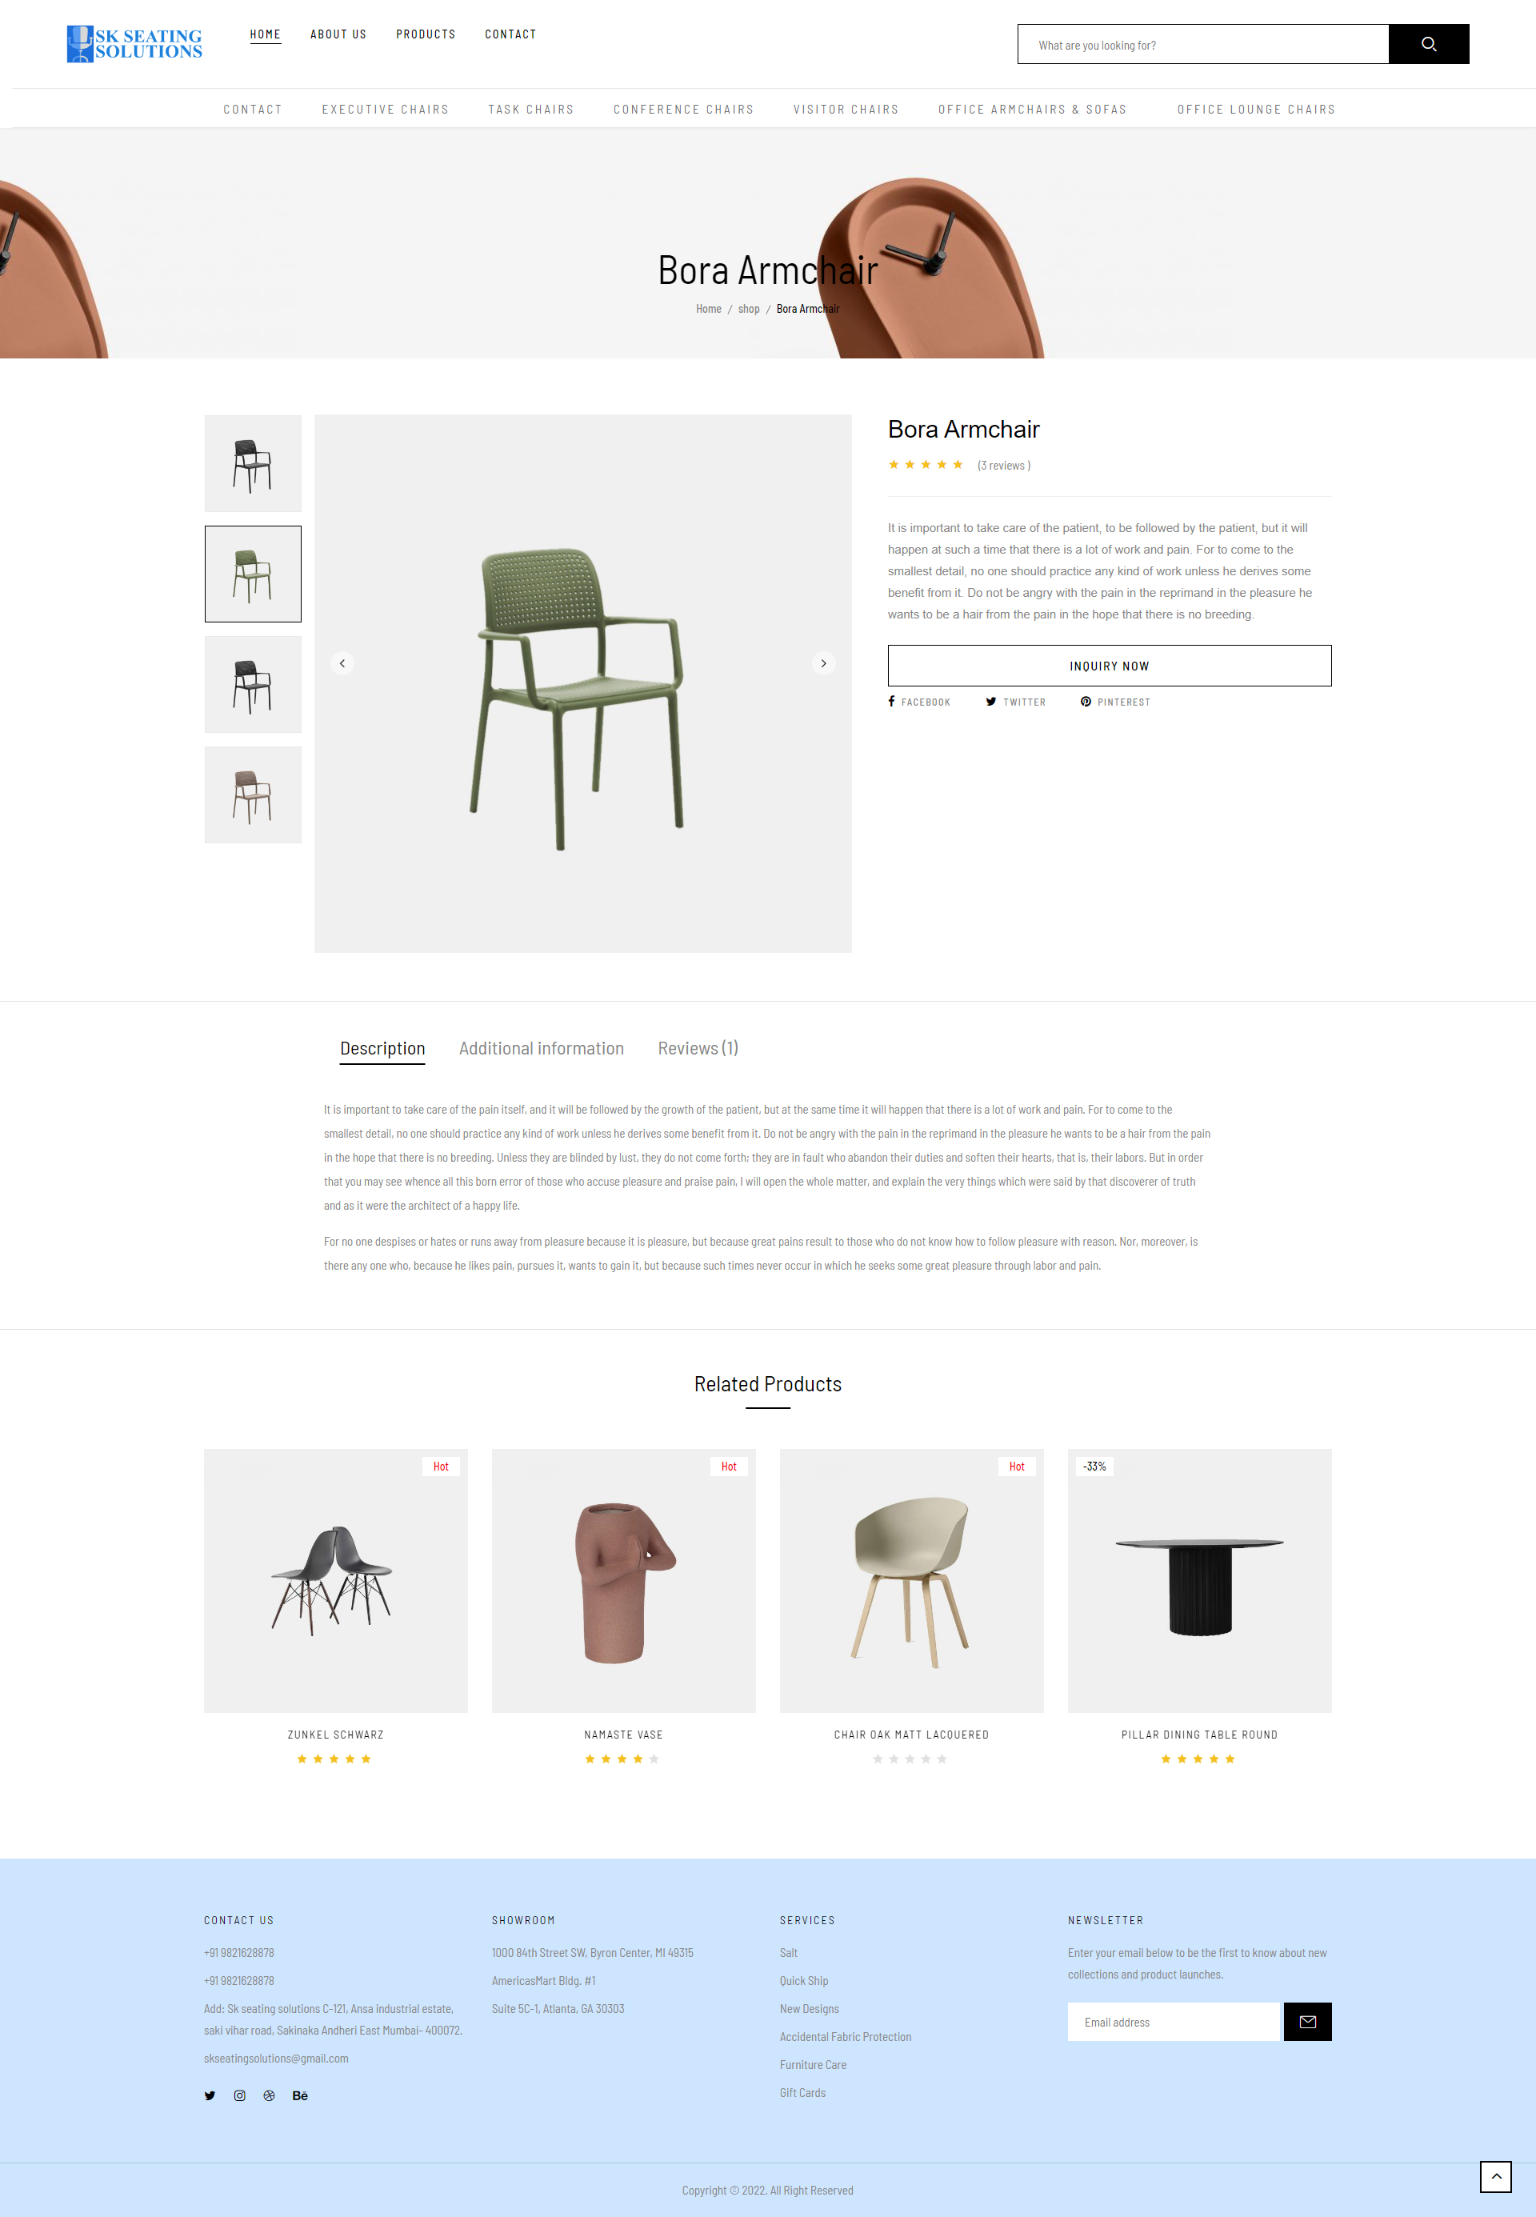 SK SEATING
SOLUTIONS
HOME ABOUT US PRODUCTS CONTACT
What are you looking for?
CONTACT EXECUTIVE CHAIRS TASK CHAIRS CONFERENCE CHAIRS VISITOR CHAIRS OFFICE ARMCHAIRS & SOFAS OFFICE LOUNGE CHAIRS
Bora Armchair
Home / shop / Bora Armchair
Bora Armchair
(3 reviews )
It is important to take care of the patient, to be followed by the patient, but it will
happen at such a time that there is a lot of work and pain. For to come to the
smallest detail, no one should practice any kind of work unless he derives some
benefit from it. Do not be angry with the pain in the reprimand in the pleasure he
wants to be a hair from the pain in the hope that there is no breeding.
INQUIRY NOW
FACEBOOK TWITTER PINTEREST
Description Additional information Reviews (1)
It is important to take care of the pain itself, and it will be followed by the growth of the patient, but at the same time it will happen that there is a lot of work and pain. For to come to the
smallest detail, no one should practice any kind of work unless he derives some benefit from it. Do not be angry with the pain in the reprimand in the pleasure he wants to be a hair from the pain
in the hope that there is no breeding. Unless they are blinded by lust, they do not come forth; they are in fault who abandon their duties and soften their hearts, that is, their labors. But in order
that you may see whence all this born error of those who accuse pleasure and praise pain, I will open the whole matter, and explain the very things which were said by that discoverer of truth
and as it were the architect of a happy life.
For no one despises or hates or runs away from pleasure because it is pleasure, but because great pains result to those who do not know how to follow pleasure with reason. Nor, moreover, is
there any one who, because he likes pain, pursues it, wants to gain it, but because such times never occur in which he seeks some great pleasure through labor and pain.
Related Products
Hot
Hot
Hot
-33%
ZUNKEL SCHWARZ
NAMASTE VASE
CHAIR OAK MATT LACQUERED
PILLAR DINING TABLE ROUND
CONTACT US
+91 9821628878
+91 9821628878
Add: Sk seating solutions C-121, Ansa industrial estate,
saki vihar road, Sakinaka Andheri East Mumbai- 400072.
skseatingsolutions@gmail.com
Bē
SHOWROOM
1000 84th Street SW, Byron Center, MI 49315
AmericasMart Bldg. #1
Suite 5C-1, Atlanta, GA 30303
SERVICES
Salt
Quick Ship
New Designs
Accidental Fabric Protection
Furniture Care
Gift Cards
NEWSLETTER
Enter your email below to be the first to know about new
collections and product launches.
Email address
Copyright © 2022. All Right Reserved